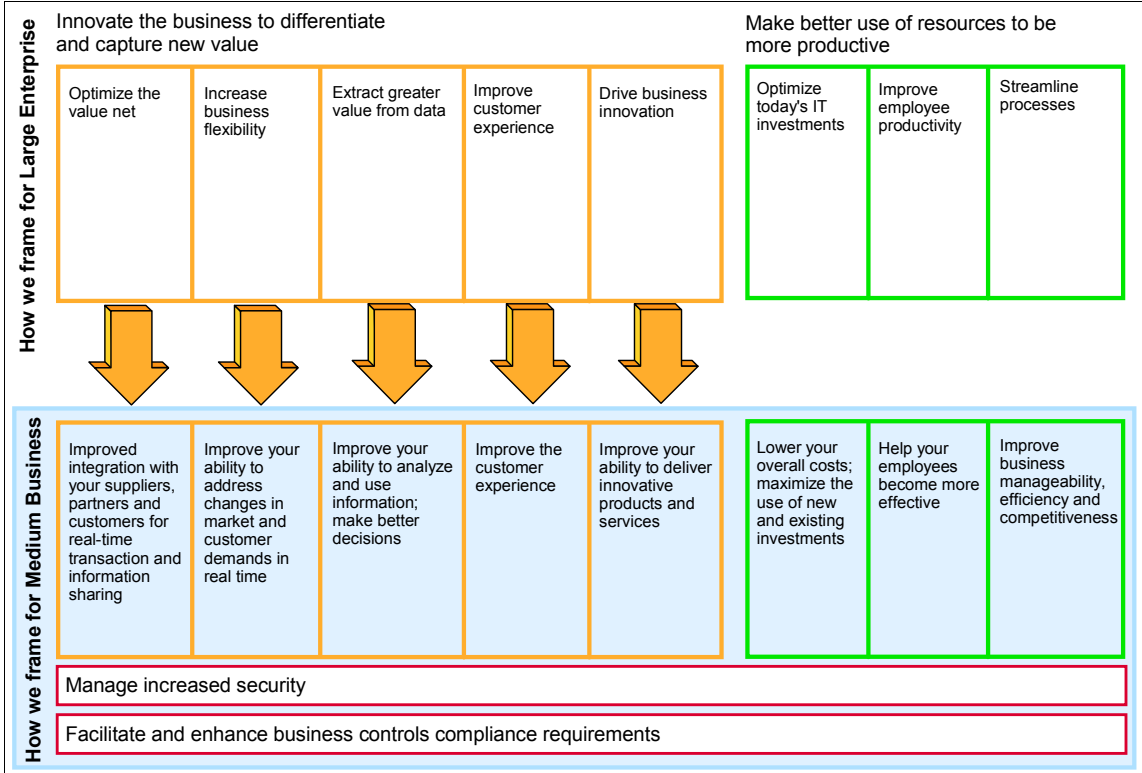 How we frame for Large Enterprise
Innovate the business to differentiate
and capture new value
Optimize the
value net
Increase
business
flexibility
Extract greater
value from data
Improve
customer
experience
Drive business
innovation
Make better use of resources to be
more productive
Optimize
today's IT
investments
Improve
employee
productivity
Streamline
processes
How we frame for Medium Business
Improved
integration with
your suppliers,
partners and
customers for
real-time
transaction and
information
sharing
Improve your
ability to
address
changes in
market and
customer
demands in
real time
Improve your
ability to analyze
and use
information;
make better
decisions
Improve the
customer
experience
Improve your
ability to deliver
innovative
products and
services
Lower your
overall costs;
maximize the
use of new
and existing
investments
Help your
employees
become more
effective
Improve
business
manageability,
efficiency and
competitiveness
Manage increased security
Facilitate and enhance business controls compliance requirements